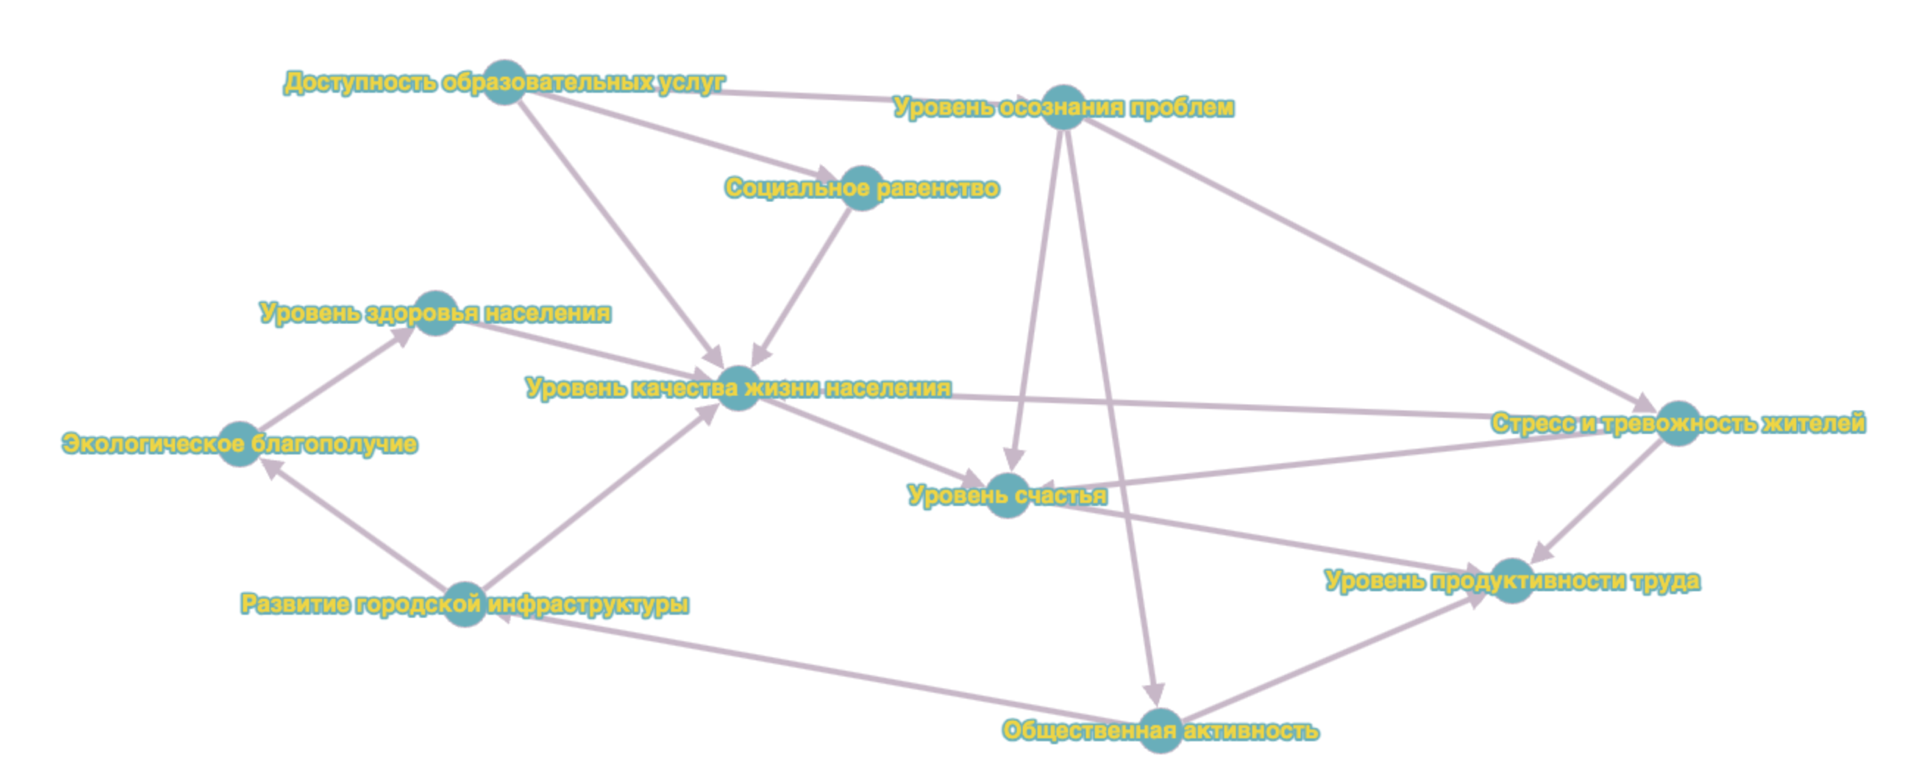 Доступность образовательных услуг
Уровень осознания проблем
Социальное равенство
Уровень здоровья населения
Уровень качества жизни населения
Стресс и тревожность жителей
Экологическое благополучие
Уровень счастья
Уровень продуктивности труда
Развитие городской инфраструктуры
Общественная активность